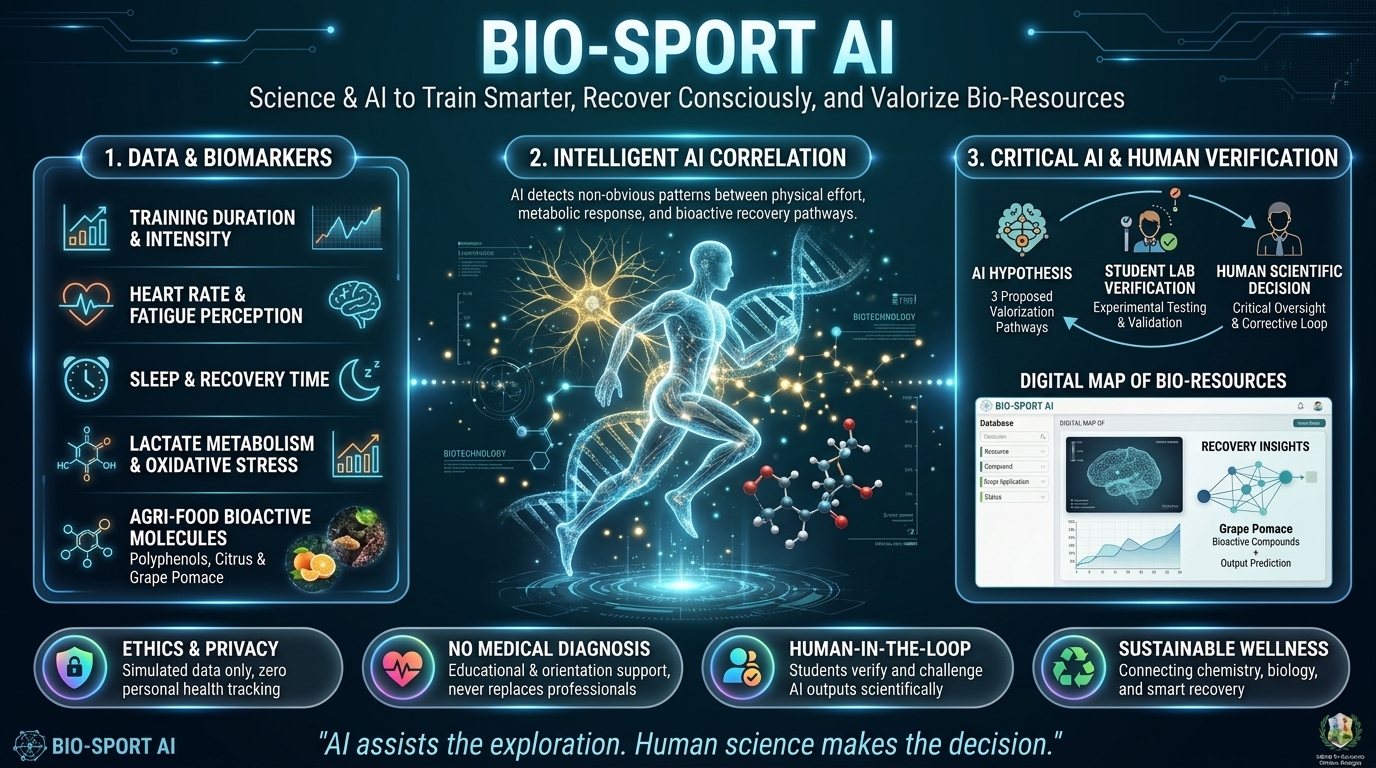 BIO-SPORT AI
Science & AI to Train Smarter, Recover Consciously, and Valorize Bio-Resources
1. DATA & BIOMARKERS
TRAINING DURATION
& INTENSITY
HEART RATE &
FATIGUE PERCEPTION
SLEEP & RECOVERY TIME
z z
LACTATE METABOLISM
& OXIDATIVE STRESS
HC OH
AGRI-FOOD BIOACTIVE
MOLECULES
Polyphenols, Citrus &
Grape Pomace
2. INTELLIGENT AI CORRELATION
AI detects non-obvious patterns between physical effort,
metabolic response, and bioactive recovery pathways.
BIOTECHNOLOGY
BIOTECHNOLOGY
3. CRITICAL AI & HUMAN VERIFICATION
AI HYPOTHESIS
3 Proposed
Valorization
Pathways
STUDENT LAB
VERIFICATION
Experimental Testing
& Validation
HUMAN SCIENTIFIC
DECISION
Critical Oversight
& Corrective Loop
DIGITAL MAP OF BIO-RESOURCES
BIO-SPORT AI
Database
Resource
Compound
Scope Application
Status
DIGITAL MAP OF
RECOVERY INSIGHTS
Grape Pomace
Bioactive Compounds
+
Output Prediction
ETHICS & PRIVACY
Simulated data only, zero
personal health tracking
NO MEDICAL DIAGNOSIS
Educational & orientation support,
never replaces professionals
HUMAN-IN-THE-LOOP
Students verify and challenge
AI outputs scientifically
SUSTAINABLE WELLNESS
Connecting chemistry, biology,
and smart recovery
BIO-SPORT AI
"AI assists the exploration. Human science makes the decision."